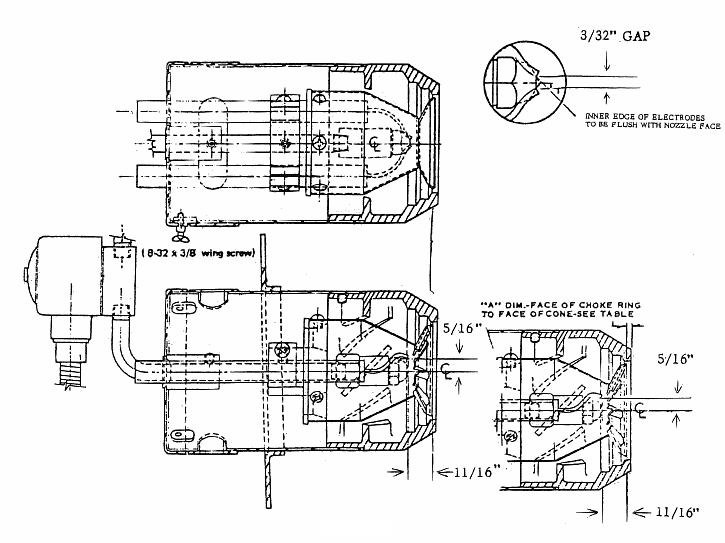 3/32" GAP
INNER EDGE OF ELECTRODES
TO BE FLUSH WITH NOZZLE FACE
℄
(8-32 x 3/8 wing screw)
"A" DIM.-FACE OF CHOKE RING
TO FACE OF CONE-SEE TABLE
5/16"
℄
5/16"
℄
11/16"
11/16"